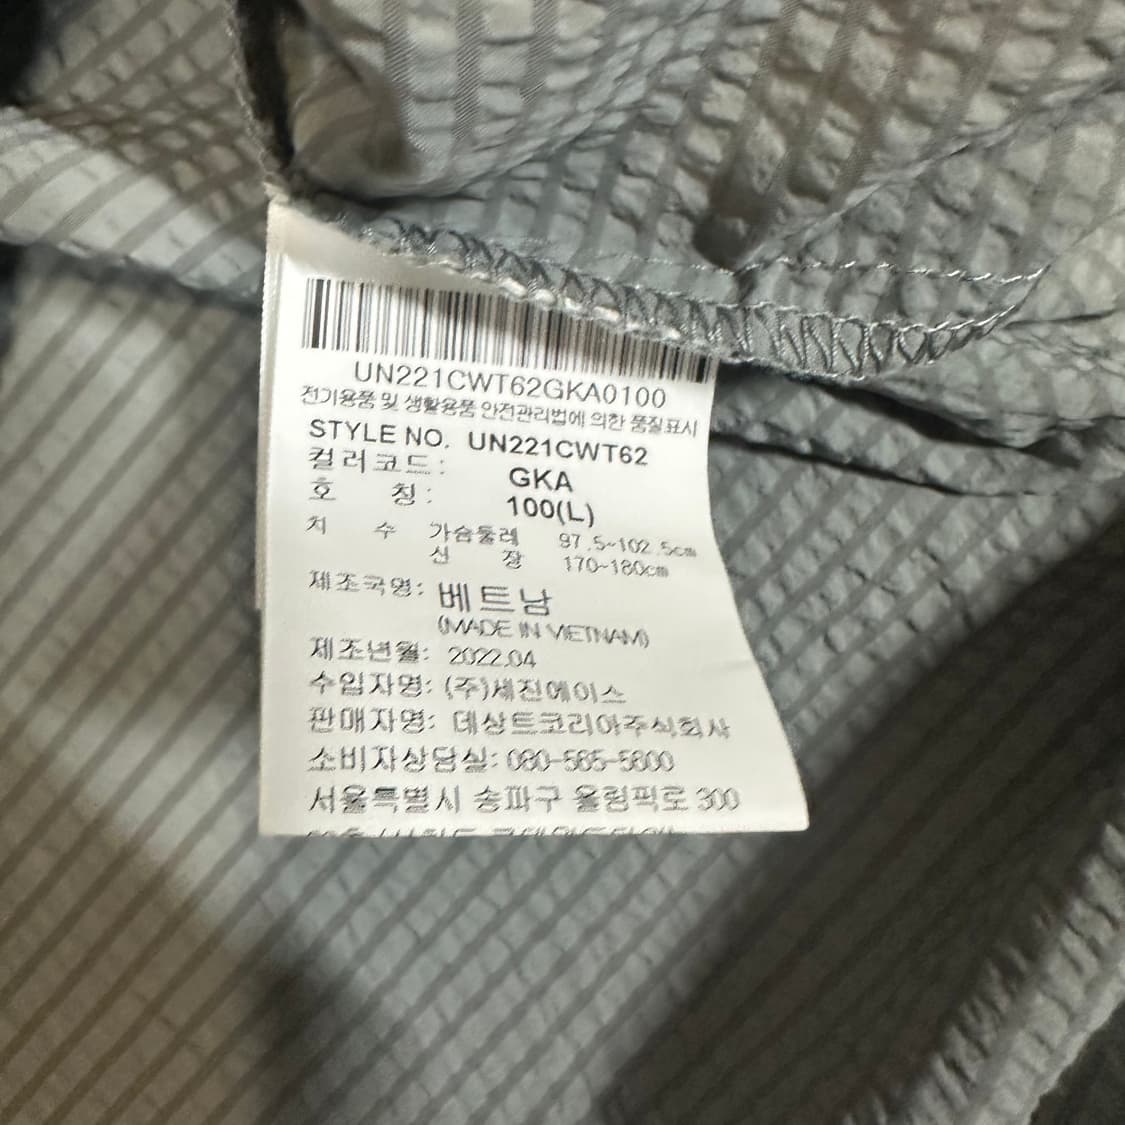 UN221CWT62GKA0100
전기용품 및 생활용품 안전관리법에 의한 품질표시
STYLE NO. UN221CWT62
컬러코드: GKA
호 칭: 100(L)
치 수 가슴둘레 97.5~102.5cm
신 장 170~180cm
제조국명: 베트남
(MADE IN VIETNAM)
제조년월: 2022.04
수입자명: (주)세진에이스
판매자명: 데상트코리아주식회사
소비자상담실: 080-565-5800
서울특별시 송파구 올림픽로 300